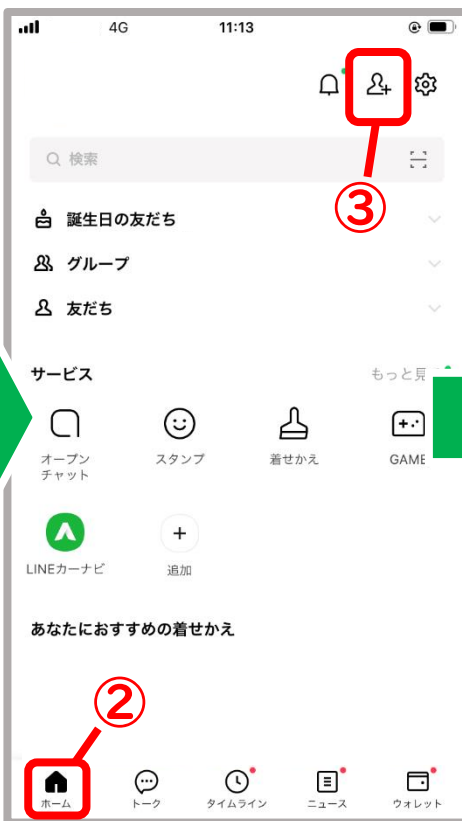 4G 11:13
検索
③
誕生日の友だち
グループ
友だち
サービス もっと見
オープン
チャット
スタンプ
着せかえ
GAME
LINEカーナビ
追加
あなたにおすすめの着せかえ
②
ホーム トーク タイムライン ニュース ウォレット